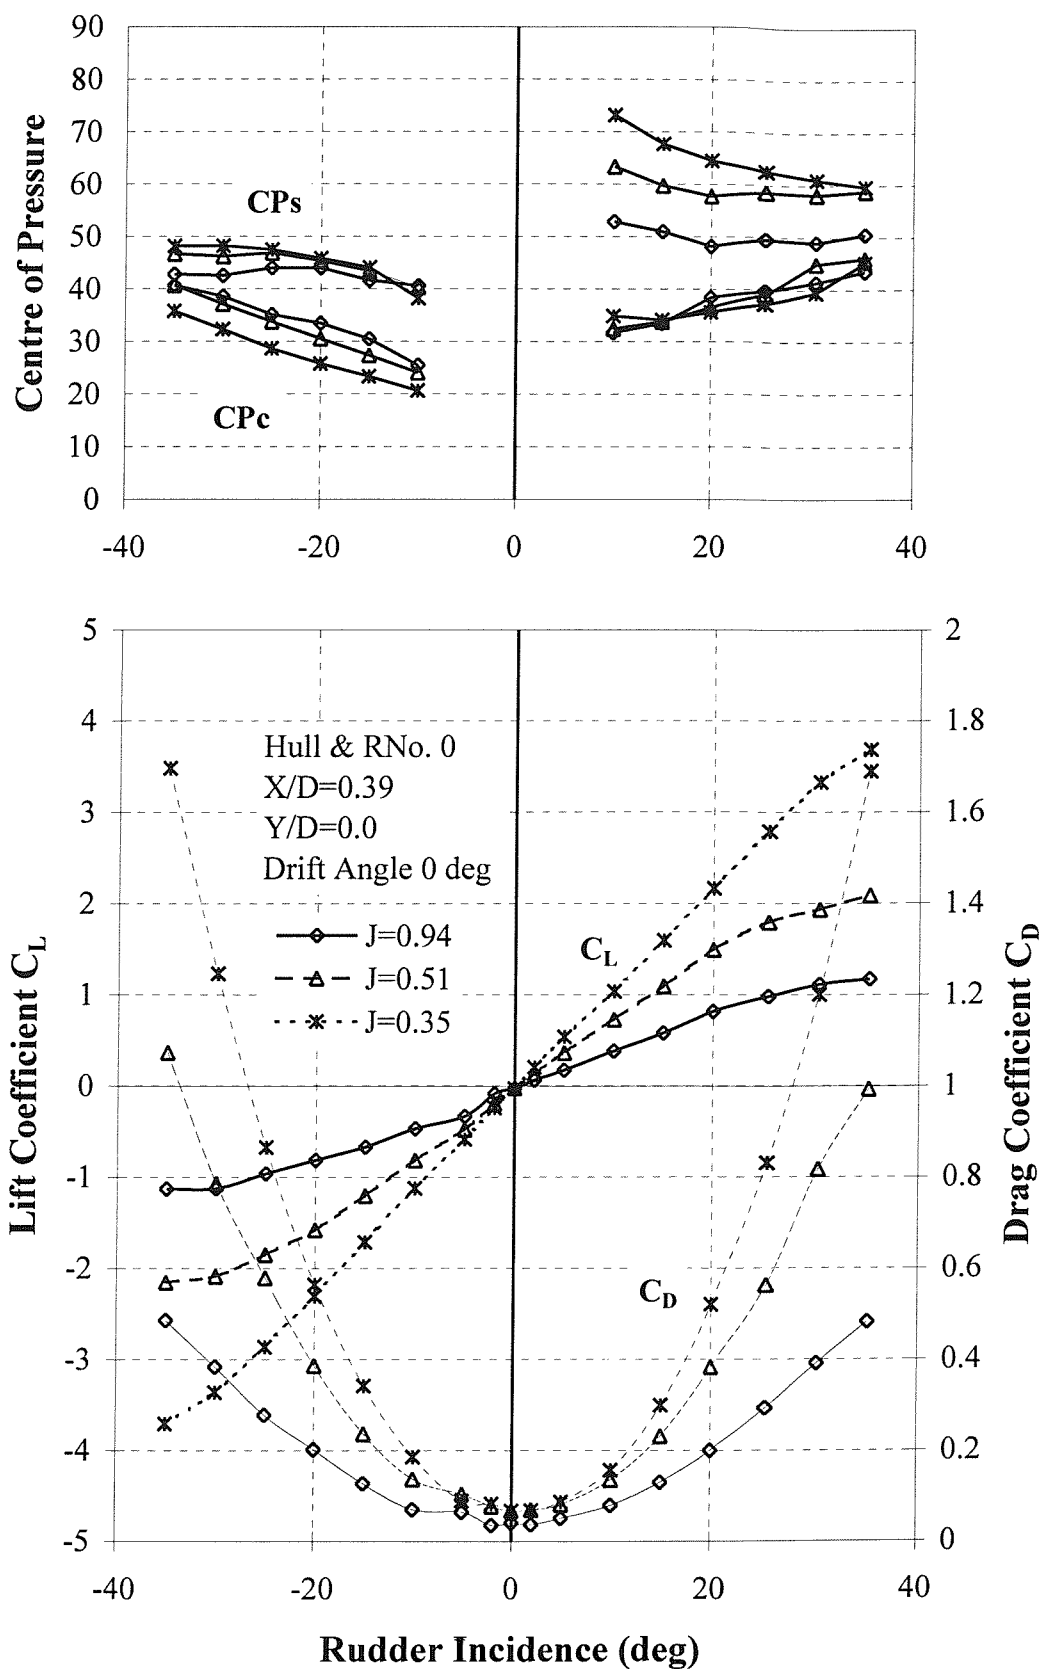 90
80
70
60
50
40
30
20
10
0
Centre of Pressure
CPs
CPc
-40 -20 0 20 40
5
4
3
2
1
0
-1
-2
-3
-4
-5
Lift Coefficient CL
Hull & RNo. 0
X/D=0.39
Y/D=0.0
Drift Angle 0 deg
J=0.94
J=0.51
J=0.35
CL
CD
2
1.8
1.6
1.4
1.2
1
0.8
0.6
0.4
0.2
0
Drag Coefficient CD
-40 -20 0 20 40
Rudder Incidence (deg)